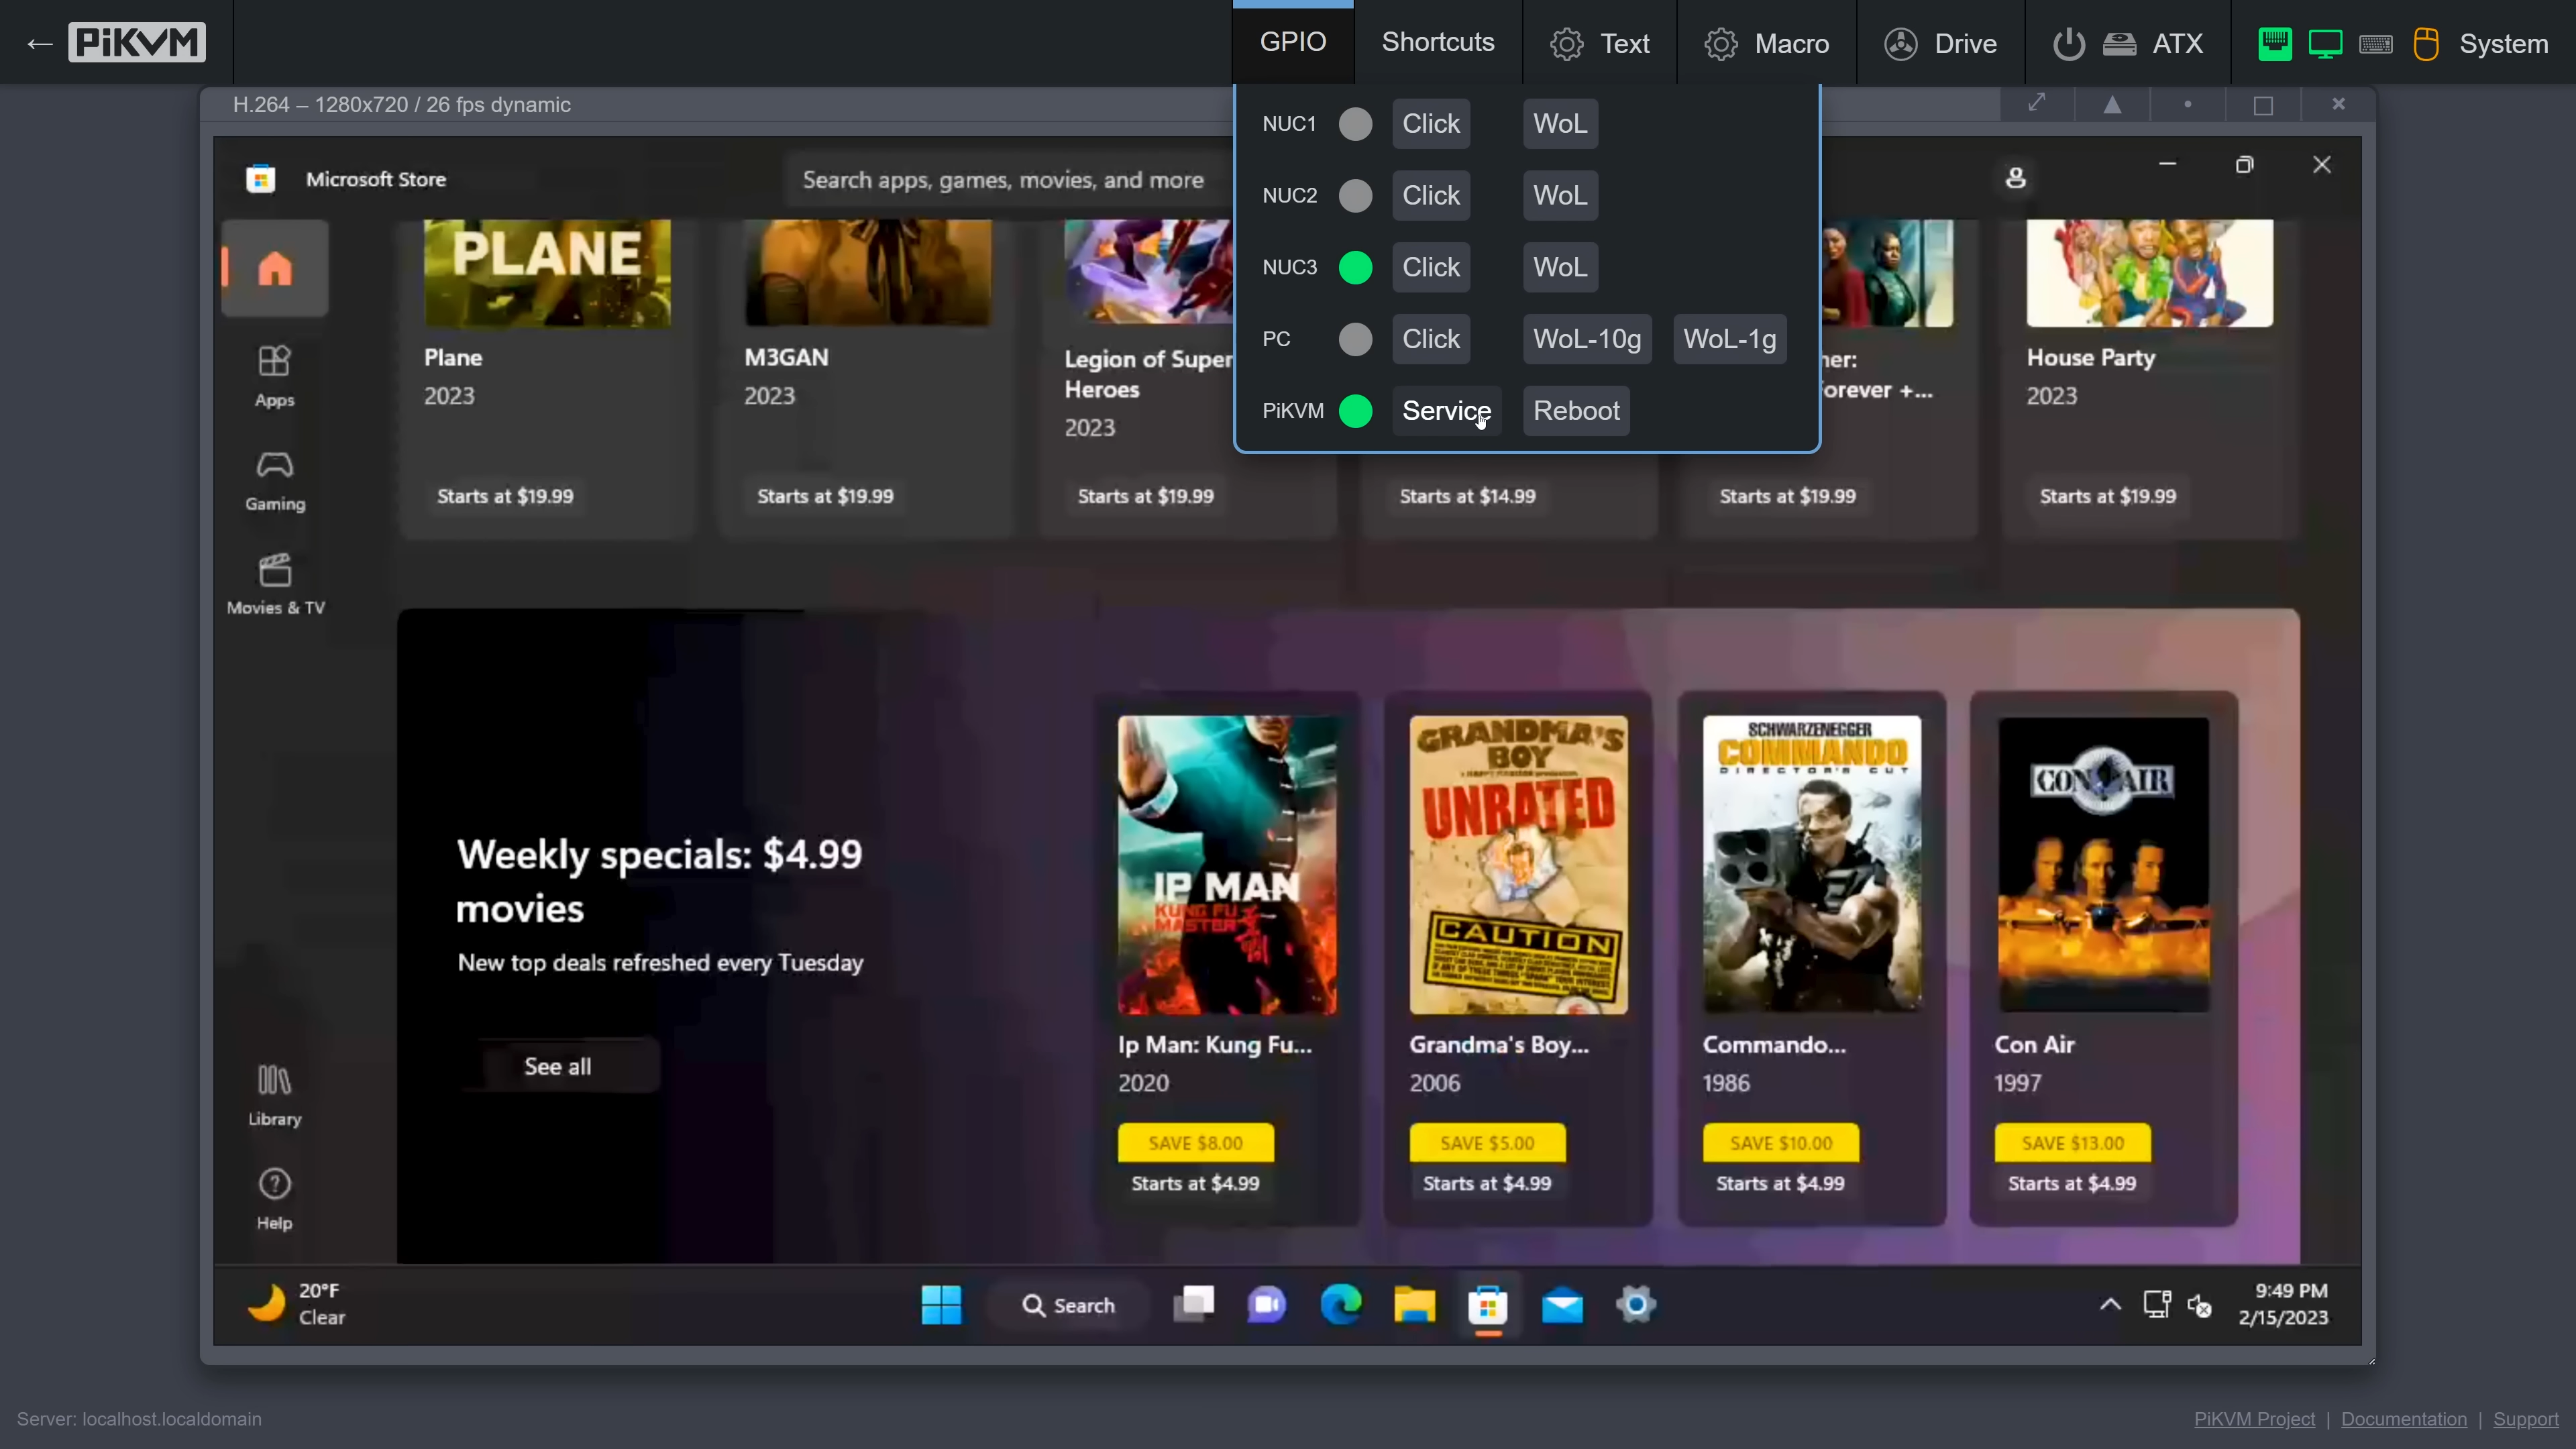 ← PiKVM
GPIO
Shortcuts
Text
Macro
Drive
ATX
System
H.264 – 1280x720 / 26 fps dynamic
NUC1 Click WoL
NUC2 Click WoL
NUC3 Click WoL
PC Click WoL-10g WoL-1g
PiKVM Service Reboot
Microsoft Store
Search apps, games, movies, and more
Apps
Gaming
Movies & TV
Library
Help
PLANE
Plane
2023
Starts at $19.99
M3GAN
2023
Starts at $19.99
Legion of Super
Heroes
2023
Starts at $19.99
Starts at $14.99
her:
orever +...
Starts at $19.99
House Party
2023
Starts at $19.99
Weekly specials: $4.99
movies
New top deals refreshed every Tuesday
See all
IP MAN
KUNG FU
MASTER
Ip Man: Kung Fu...
2020
SAVE $8.00
Starts at $4.99
GRANDMA'S
BOY
UNRATED
CAUTION
Grandma's Boy...
2006
SAVE $5.00
Starts at $4.99
SCHWARZENEGGER
COMMANDO
DIRECTOR'S CUT
Commando...
1986
SAVE $10.00
Starts at $4.99
CON AIR
Con Air
1997
SAVE $13.00
Starts at $4.99
20°F
Clear
Search
9:49 PM
2/15/2023
Server: localhost.localdomain
PiKVM Project | Documentation | Support